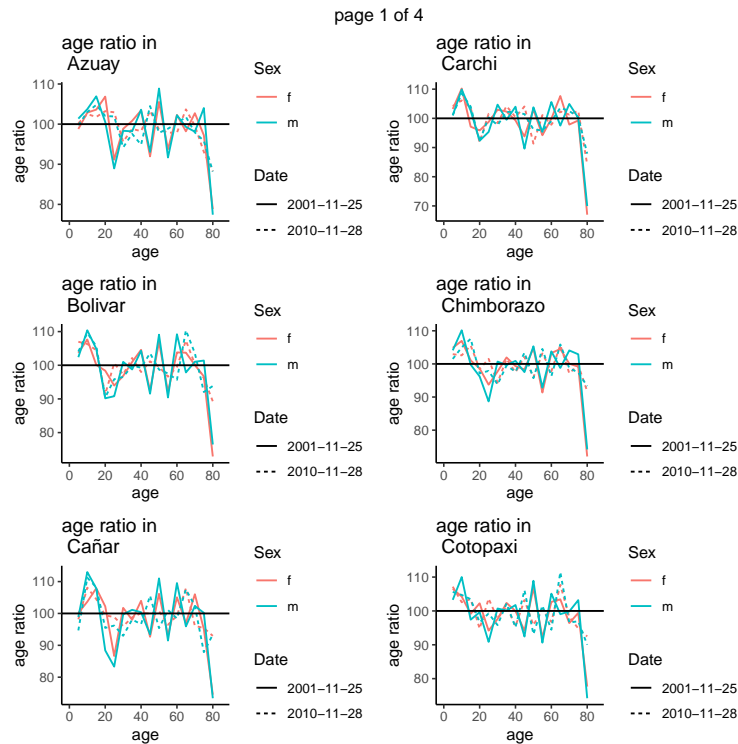 page 1 of 4
age ratio in
Azuay
110
100
90
80
0 20 40 60 80
age
age ratio
Sex
f
m
Date
2001-11-25
2010-11-28
age ratio in
Carchi
110
100
90
80
70
0 20 40 60 80
age
age ratio
Sex
f
m
Date
2001-11-25
2010-11-28
age ratio in
Bolivar
110
100
90
80
0 20 40 60 80
age
age ratio
Sex
f
m
Date
2001-11-25
2010-11-28
age ratio in
Chimborazo
110
100
90
80
0 20 40 60 80
age
age ratio
Sex
f
m
Date
2001-11-25
2010-11-28
age ratio in
Cañar
110
100
90
80
0 20 40 60 80
age
age ratio
Sex
f
m
Date
2001-11-25
2010-11-28
age ratio in
Cotopaxi
110
100
90
80
0 20 40 60 80
age
age ratio
Sex
f
m
Date
2001-11-25
2010-11-28